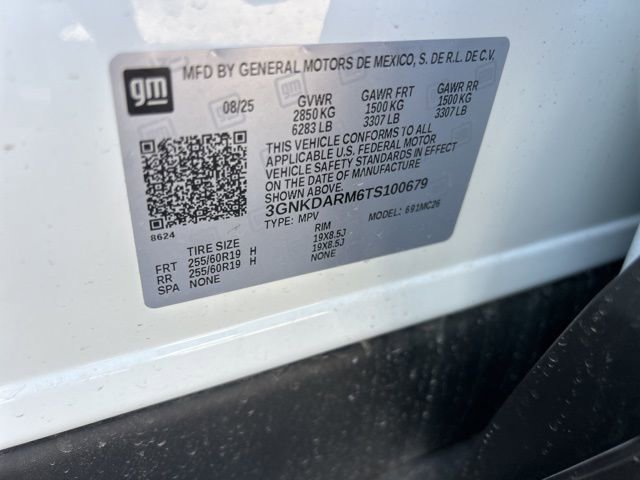 gm
MFD BY GENERAL MOTORS DE MEXICO, S. DE R.L. DE C.V.
08/25 GVWR GAWR FRT GAWR RR
2850 KG 1500 KG 1500 KG
6283 LB 3307 LB 3307 LB
THIS VEHICLE CONFORMS TO ALL
APPLICABLE U.S. FEDERAL MOTOR
VEHICLE SAFETY STANDARDS IN EFFECT
ON THE DATE OF MANUFACTURE
SHOWN ABOVE.
3GNKDARM6TS100679
TYPE: MPV MODEL: 691MC26
8624
TIRE SIZE RIM
FRT 255/60R19 H 19X8.5J
RR 255/60R19 H 19X8.5J
SPA NONE NONE